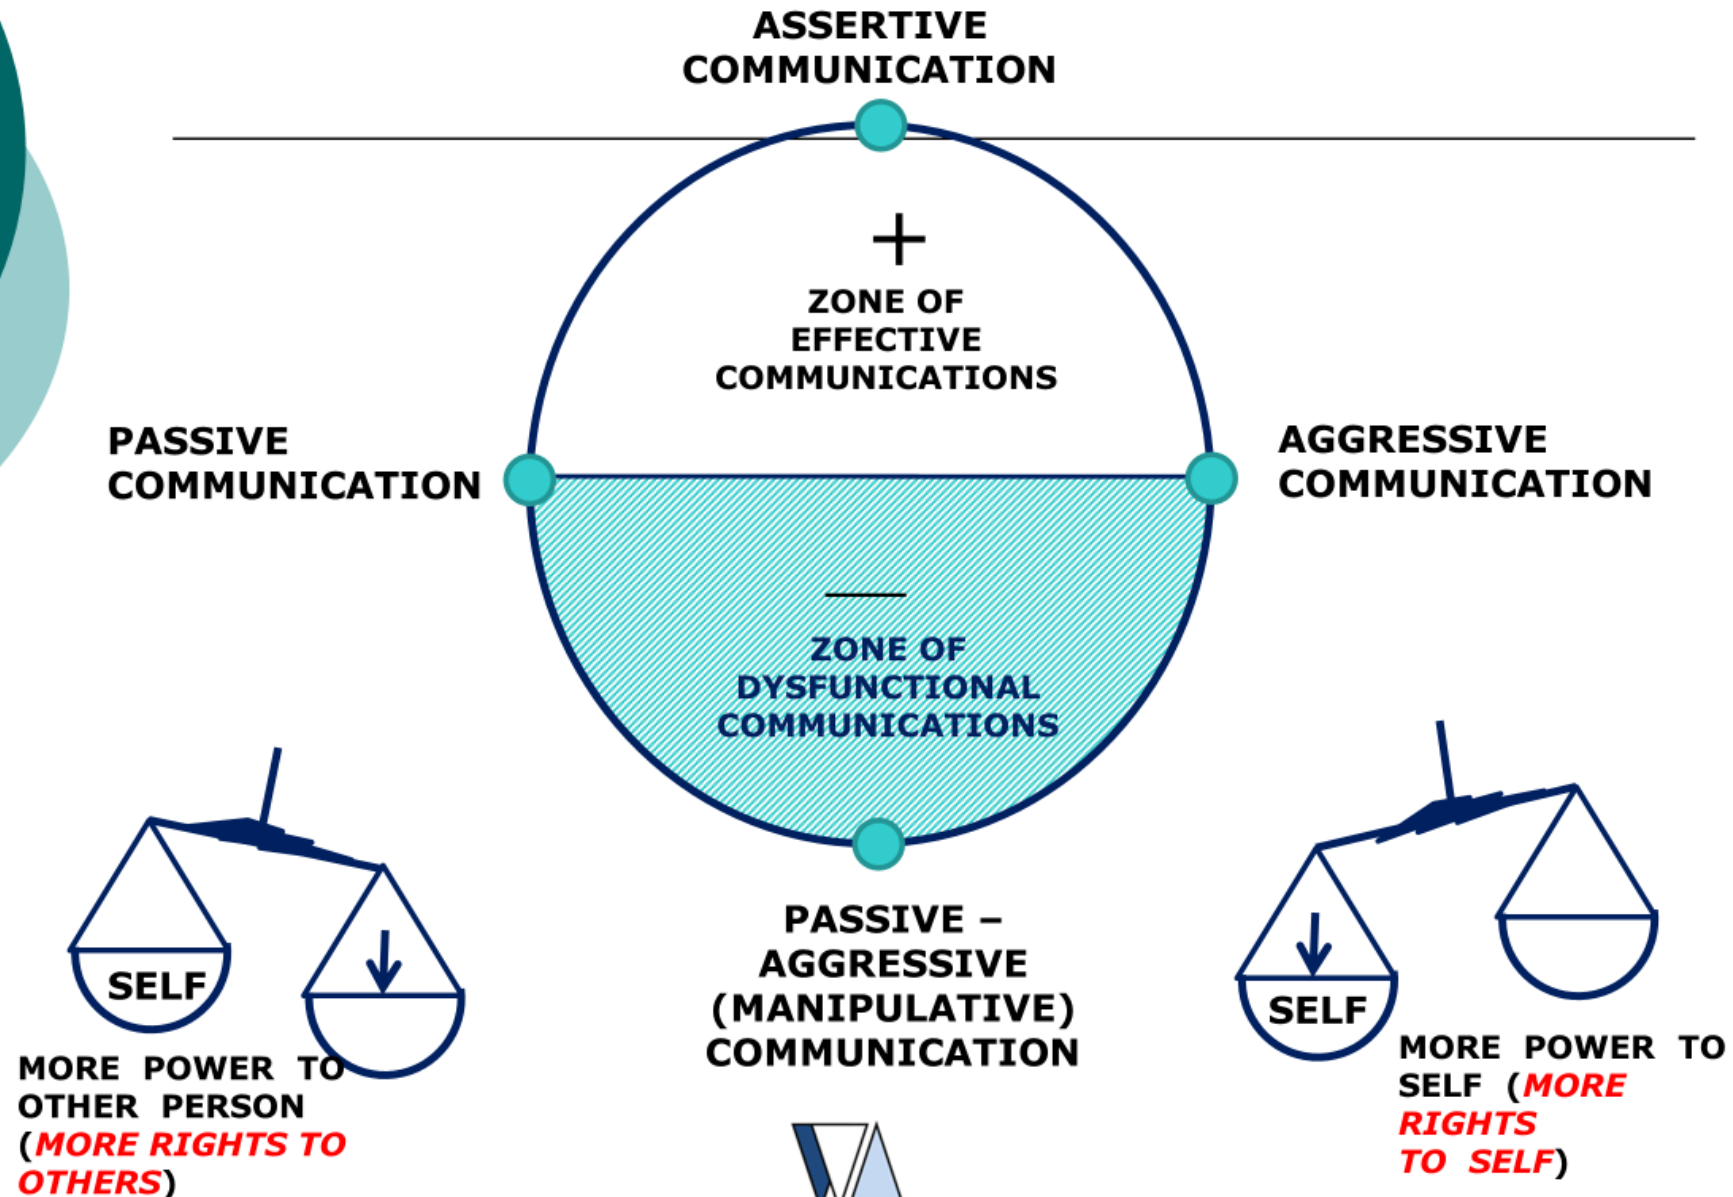 ASSERTIVE
COMMUNICATION
+
ZONE OF
EFFECTIVE
COMMUNICATIONS
PASSIVE
COMMUNICATION
AGGRESSIVE
COMMUNICATION
—
ZONE OF
DYSFUNCTIONAL
COMMUNICATIONS
PASSIVE –
AGGRESSIVE
(MANIPULATIVE)
COMMUNICATION
SELF
MORE POWER TO
OTHER PERSON
(MORE RIGHTS TO
OTHERS)
SELF
MORE POWER TO
SELF (MORE
RIGHTS
TO SELF)